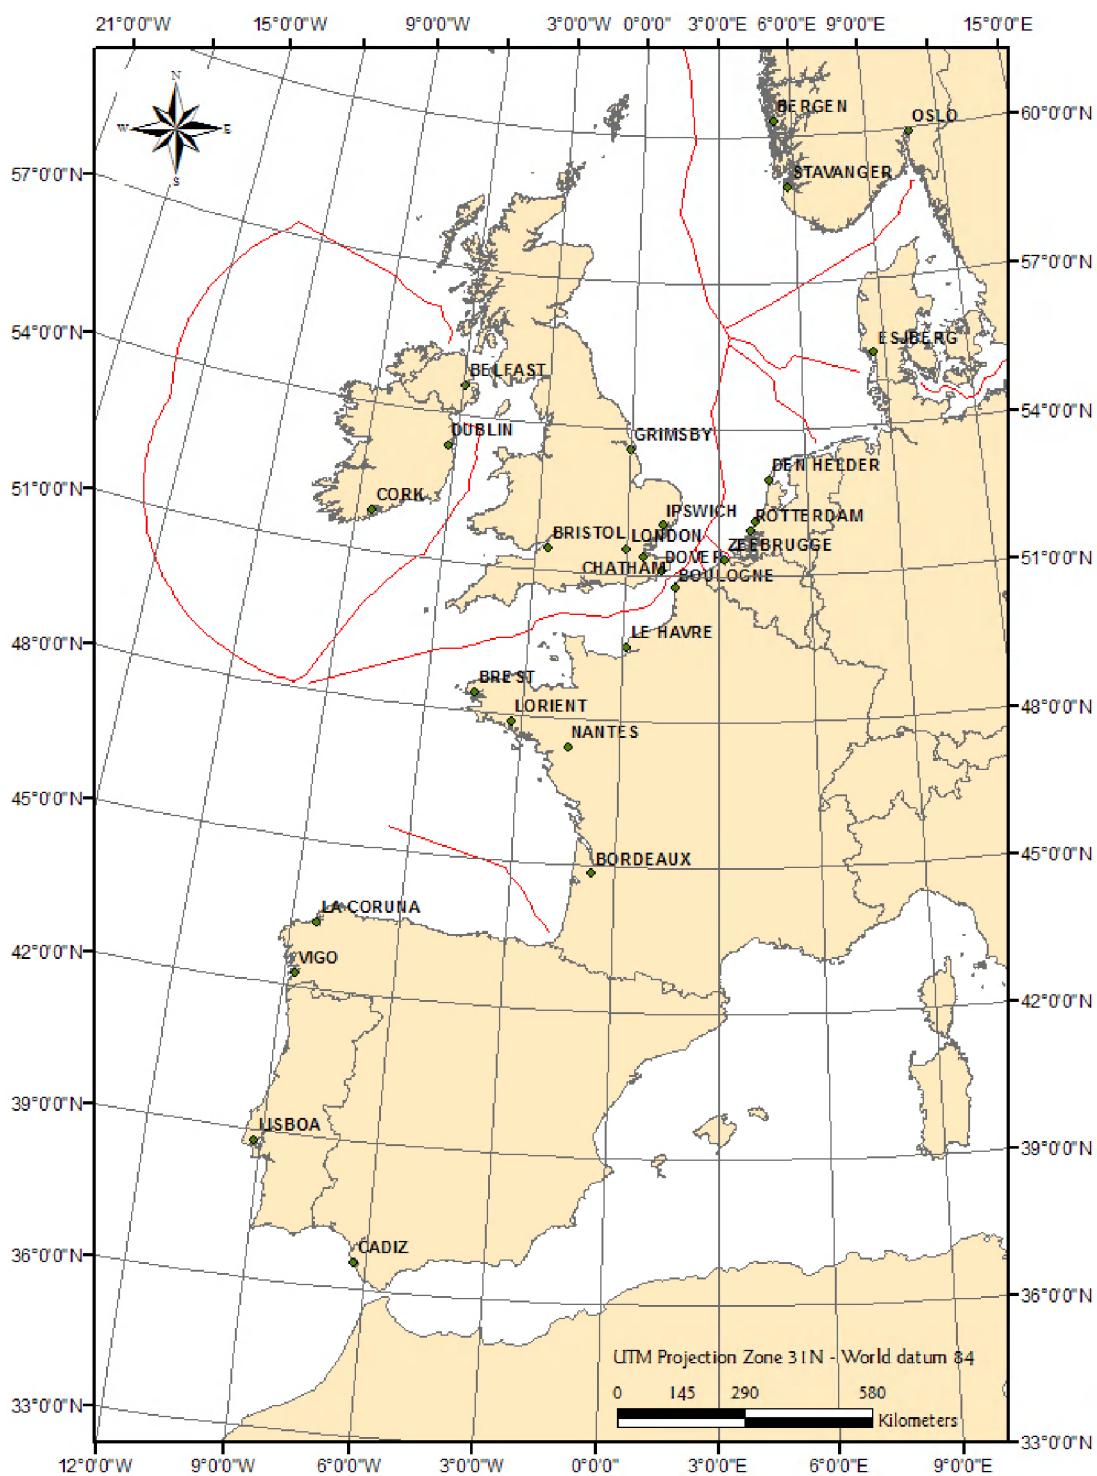 21°0'0"W 15°0'0"W 9°0'0"W 3°0'0"W 0°0'0"E 3°0'0"E 6°0'0"E 9°0'0"E 15°0'0"E
N
W E
S
BERGEN
OSLO
60°0'0"N
57°0'0"N
STAVANGER
57°0'0"N
54°0'0"N
ESJBERG
BELFAST
54°0'0"N
DUBLIN
GRIMSBY
DEN HELDER
51°0'0"N
CORK
IPSWICH
ROTTERDAM
BRISTOL
LONDON
ZEEBRUGGE
DOVER
51°0'0"N
CHATHAM
BOULOGNE
LE HAVRE
48°0'0"N
BREST
LORIENT
48°0'0"N
NANTES
45°0'0"N
BORDEAUX
45°0'0"N
LA CORUNA
42°0'0"N
VIGO
42°0'0"N
39°0'0"N
LISBOA
39°0'0"N
CADIZ
36°0'0"N
36°0'0"N
UTM Projection Zone 31N - World datum 84
0 145 290 580
Kilometers
33°0'0"N
33°0'0"N
12°0'0"W 9°0'0"W 6°0'0"W 3°0'0"W 0°0'0" 3°0'0"E 6°0'0"E 9°0'0"E